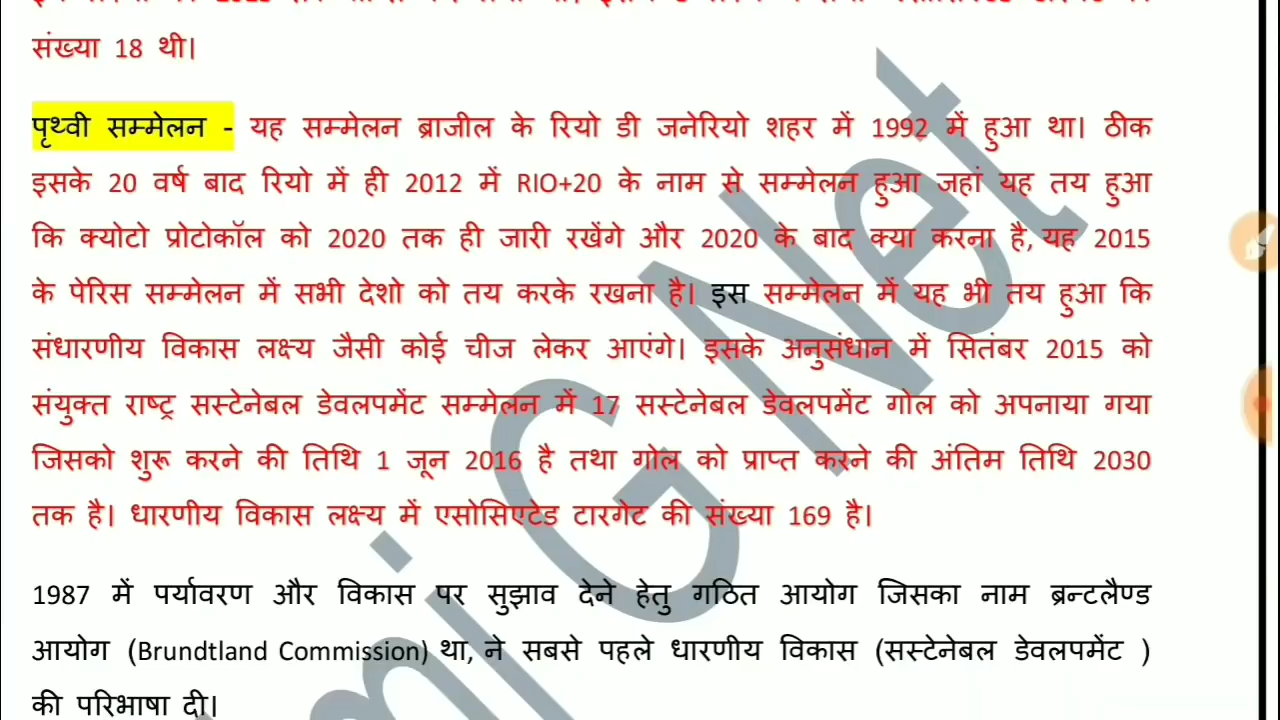 संख्या 18 थी।
पृथ्वी सम्मेलन - यह सम्मेलन ब्राजील के रियो डी जनेरियो शहर में 1992 में हुआ था। ठीक
इसके 20 वर्ष बाद रियो में ही 2012 में RIO+20 के नाम से सम्मेलन हुआ जहां यह तय हुआ
कि क्योटो प्रोटोकॉल को 2020 तक ही जारी रखेंगे और 2020 के बाद क्या करना है, यह 2015
के पेरिस सम्मेलन में सभी देशो को तय करके रखना है। इस सम्मेलन में यह भी तय हुआ कि
संधारणीय विकास लक्ष्य जैसी कोई चीज लेकर आएंगे। इसके अनुसंधान में सितंबर 2015 को
संयुक्त राष्ट्र सस्टेनेबल डेवलपमेंट सम्मेलन में 17 सस्टेनेबल डेवलपमेंट गोल को अपनाया गया
जिसको शुरू करने की तिथि 1 जून 2016 है तथा गोल को प्राप्त करने की अंतिम तिथि 2030
तक है। धारणीय विकास लक्ष्य में एसोसिएटेड टारगेट की संख्या 169 है।
1987 में पर्यावरण और विकास पर सुझाव देने हेतु गठित आयोग जिसका नाम ब्रन्टलैण्ड
आयोग (Brundtland Commission) था, ने सबसे पहले धारणीय विकास (सस्टेनेबल डेवलपमेंट )
की परिभाषा दी।
G Net